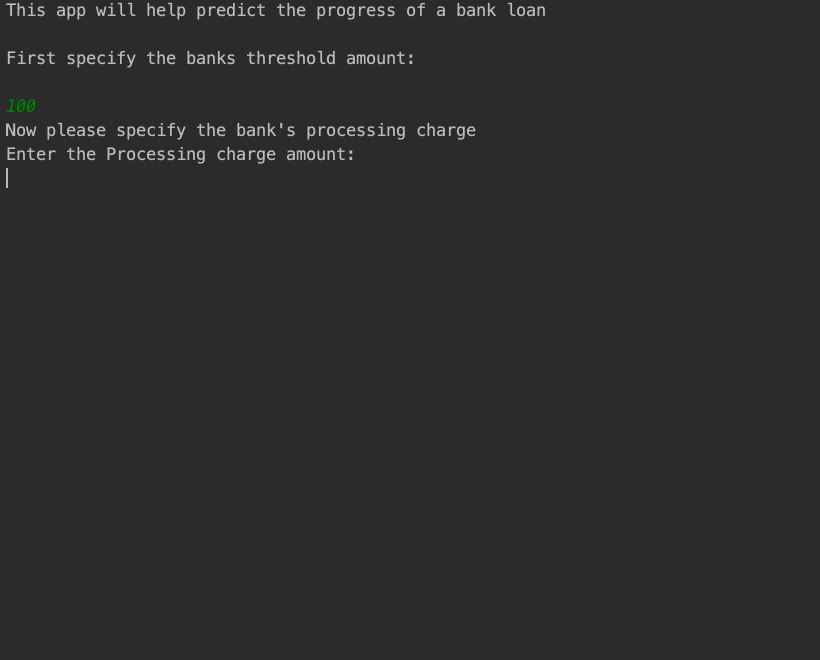 This app will help predict the progress of a bank loan
First specify the banks threshold amount:
100
Now please specify the bank's processing charge
Enter the Processing charge amount: